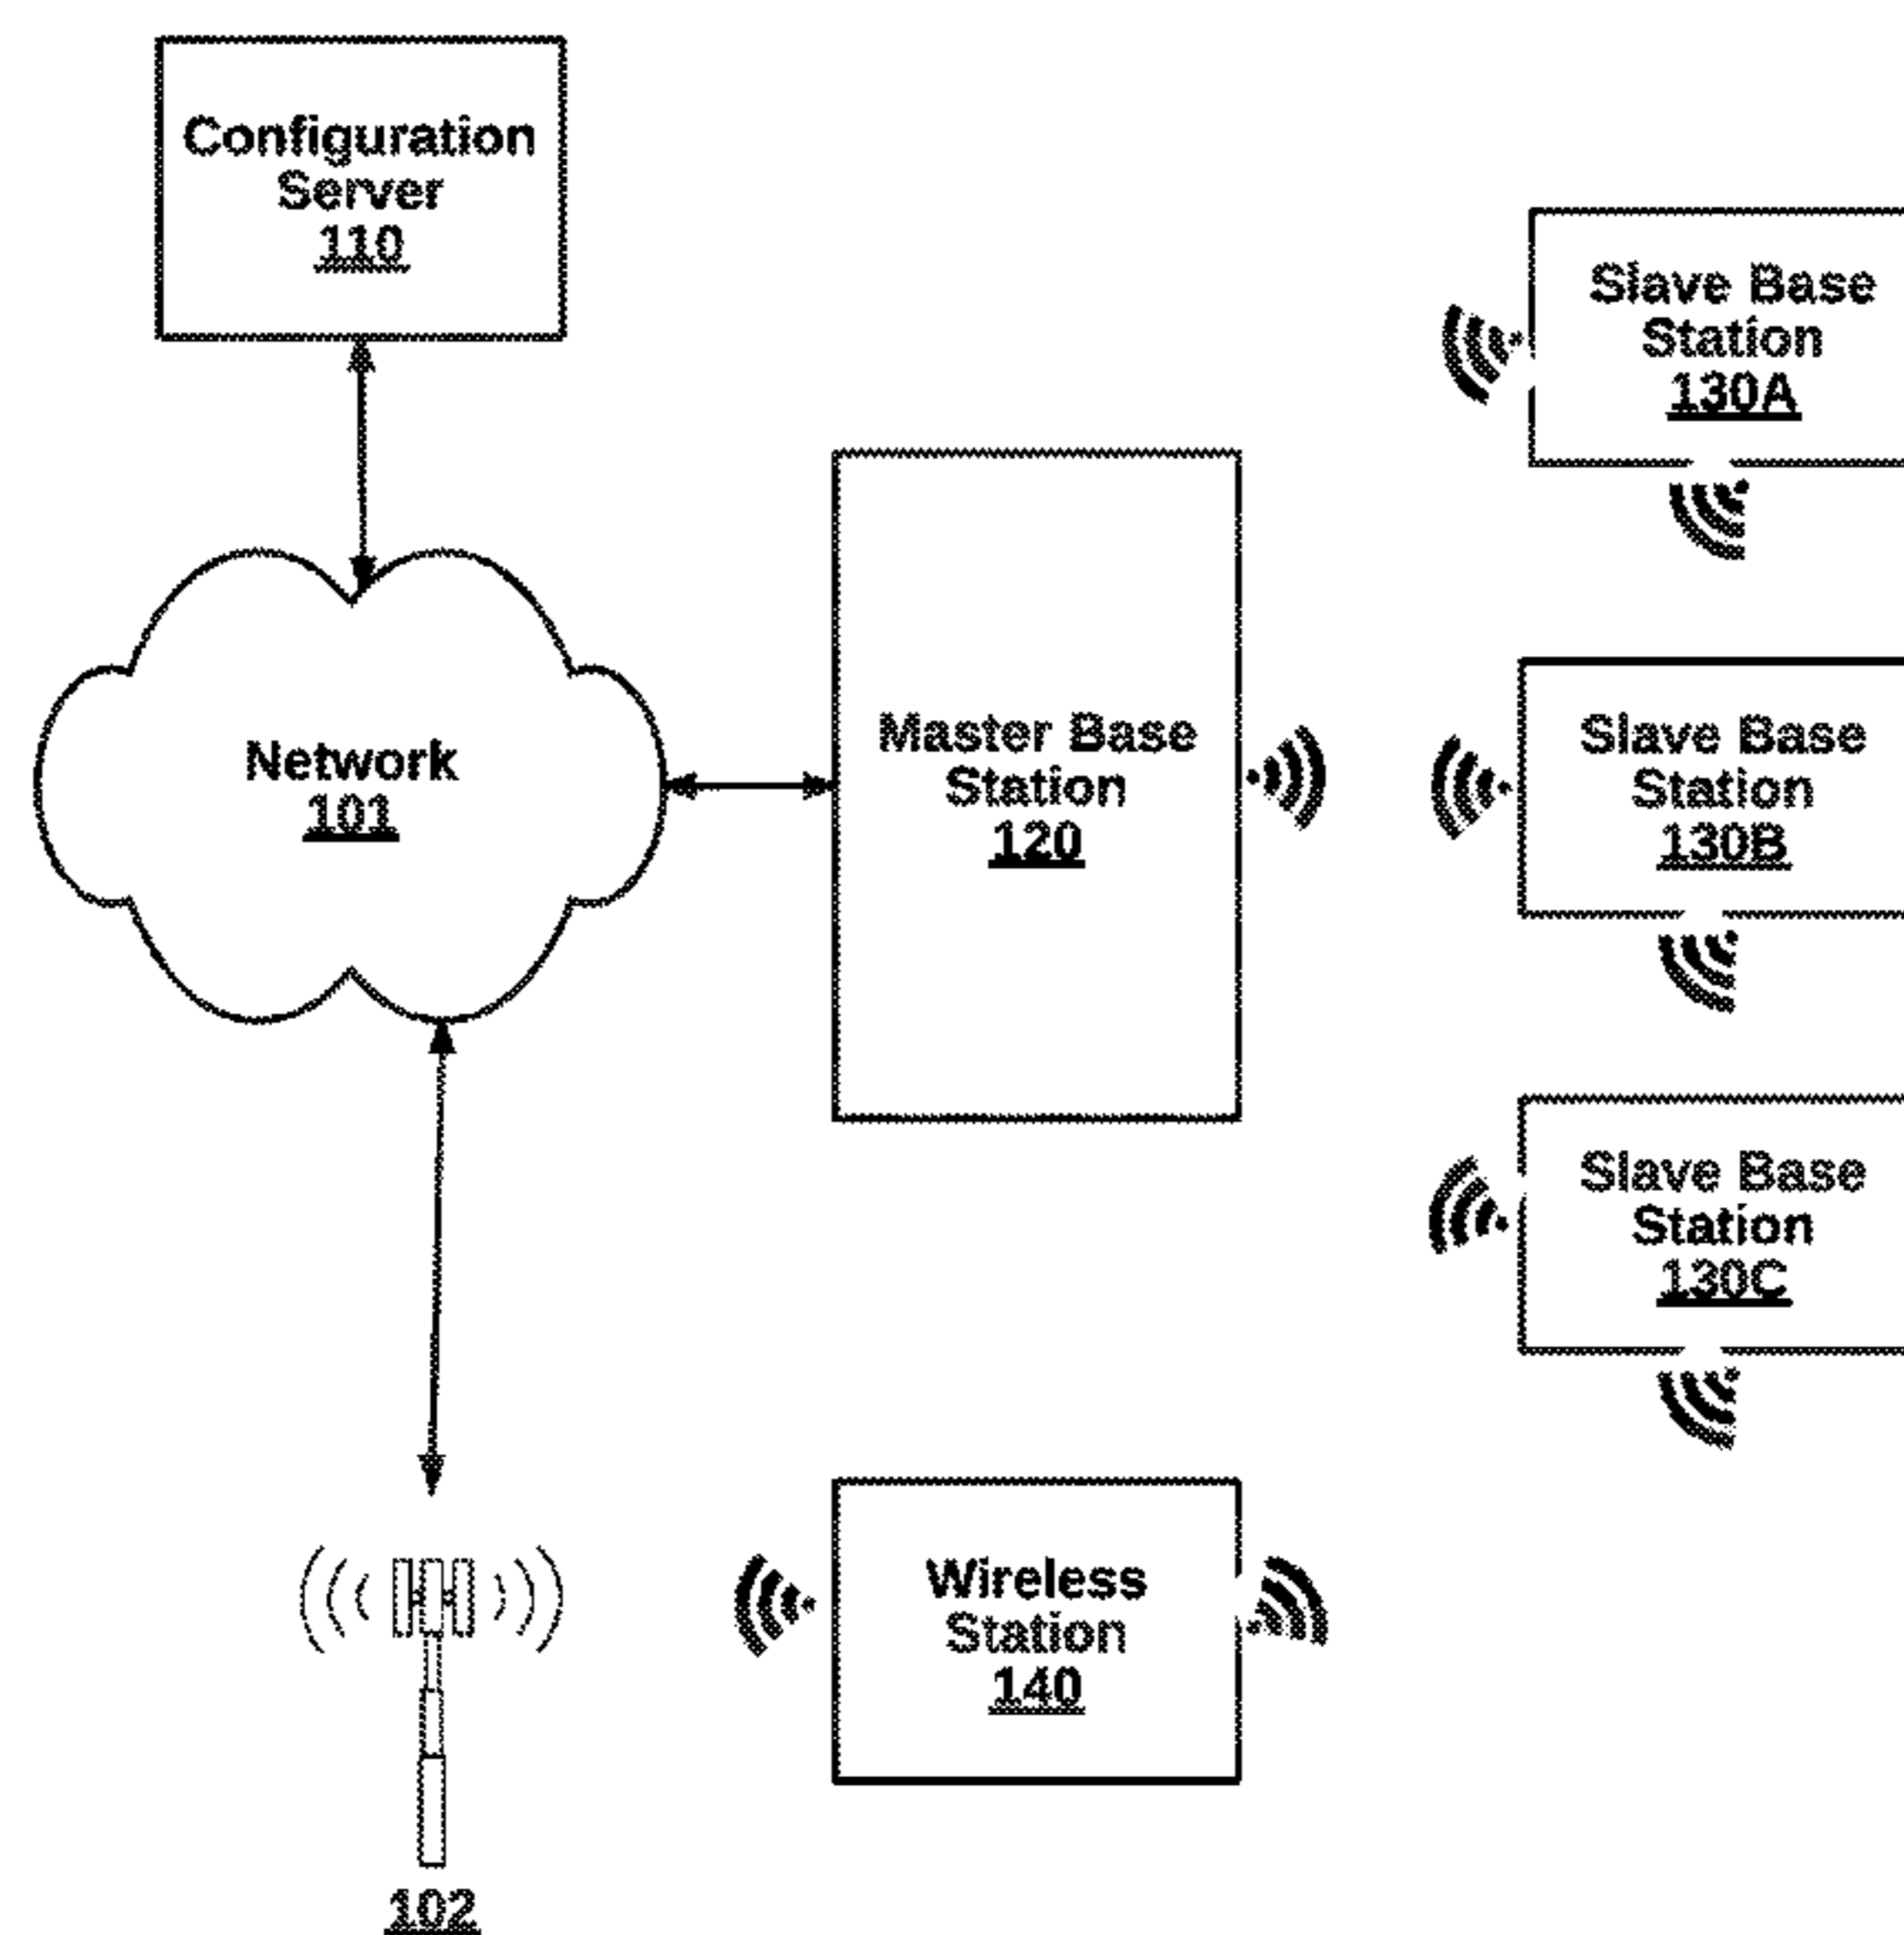 Configuration
Server
110
Slave Base
Station
130A
Network
101
Master Base
Station
120
Slave Base
Station
130B
Slave Base
Station
130C
Wireless
Station
140
102